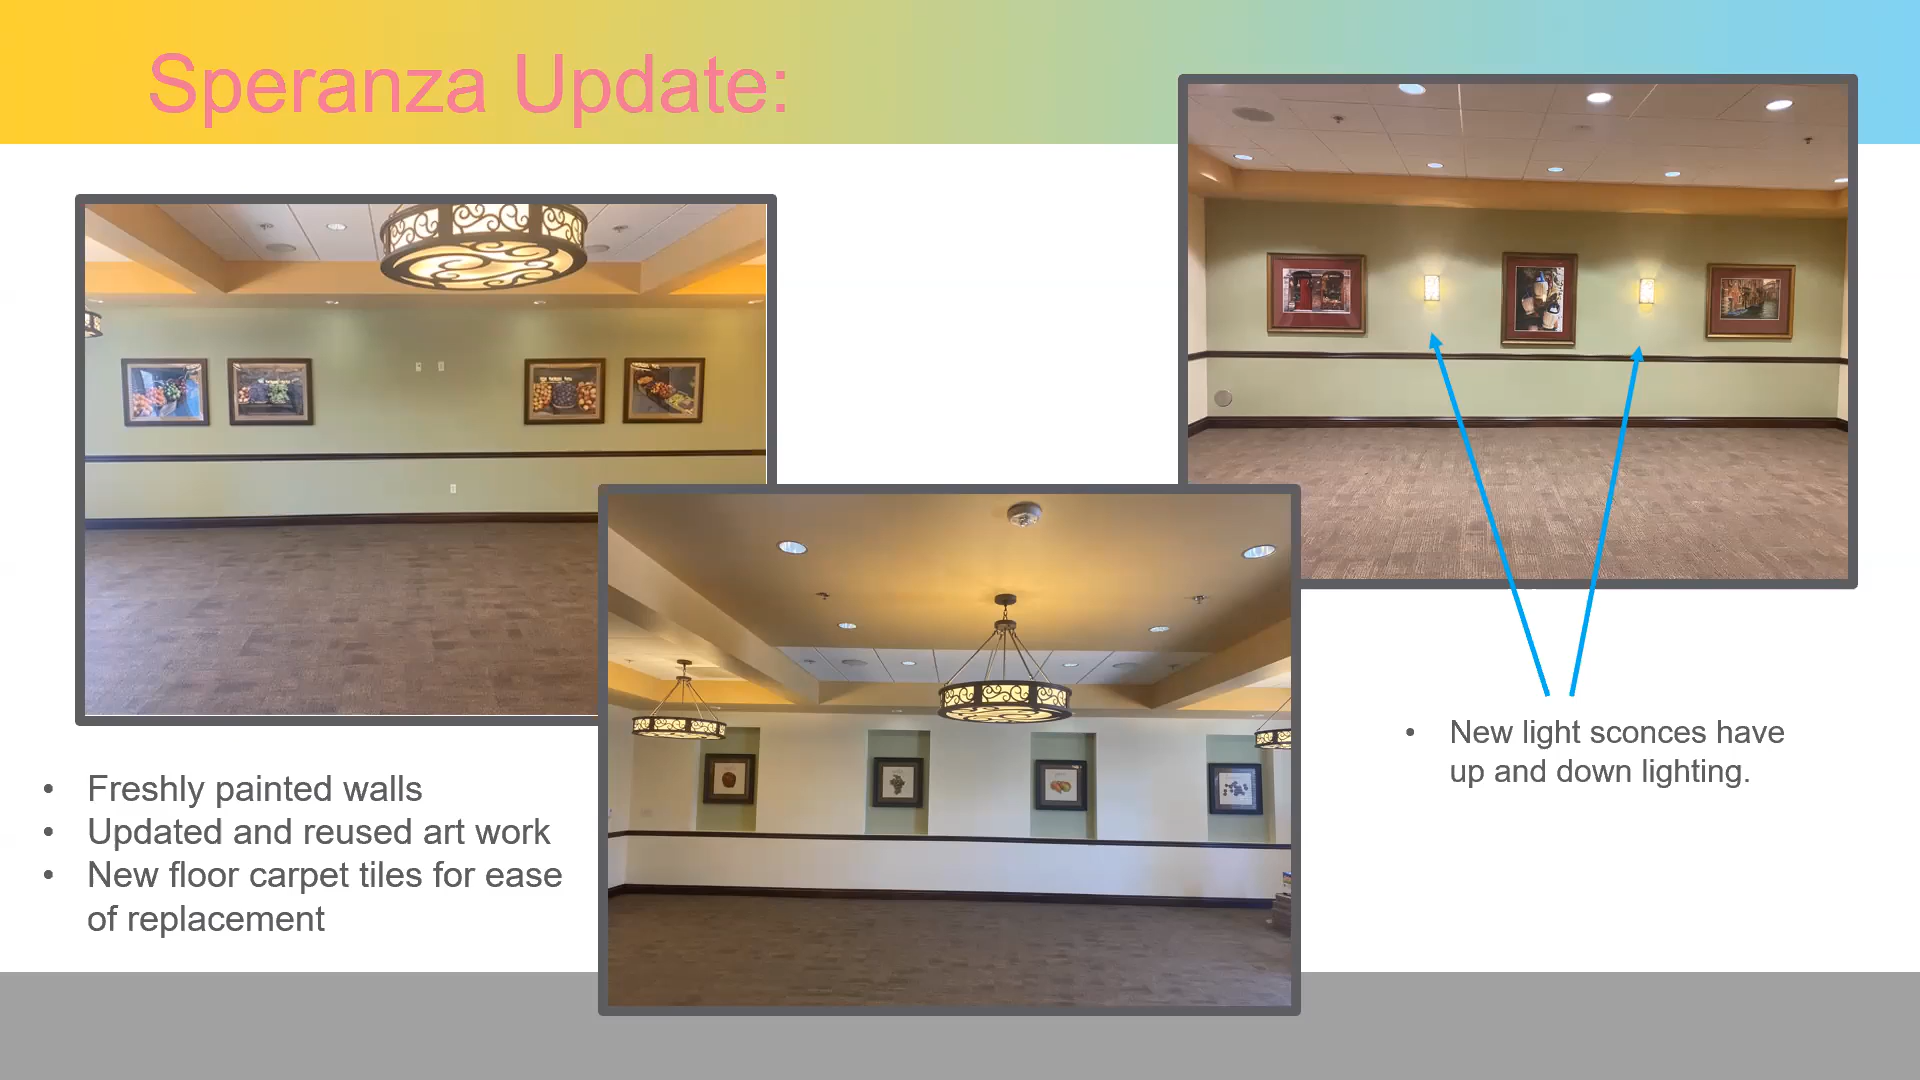 Speranza Update:
• Freshly painted walls
• Updated and reused art work
• New floor carpet tiles for ease
of replacement
• New light sconces have
up and down lighting.